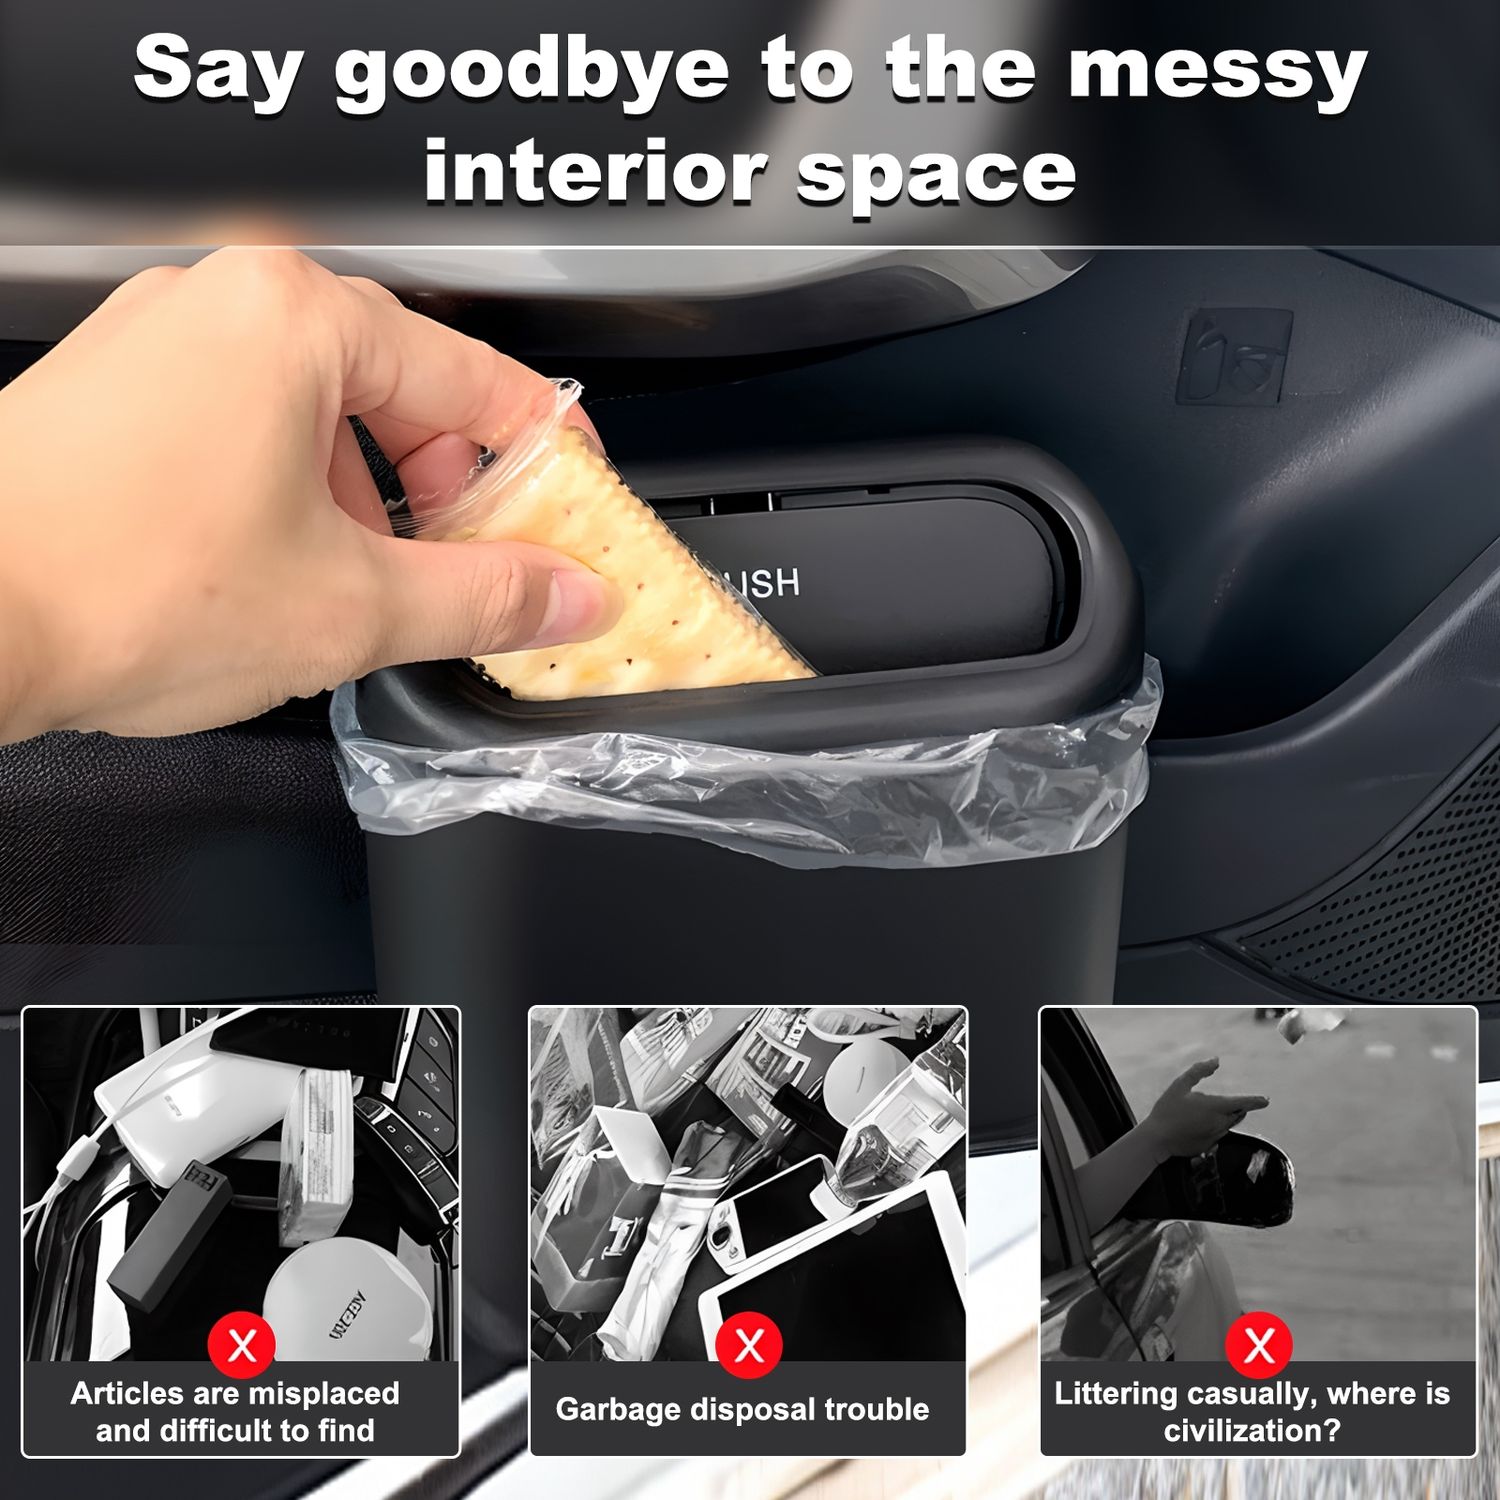 Say goodbye to the messy
interior space
USH
X
Articles are misplaced
and difficult to find
X
Garbage disposal trouble
X
Littering casually, where is
civilization?